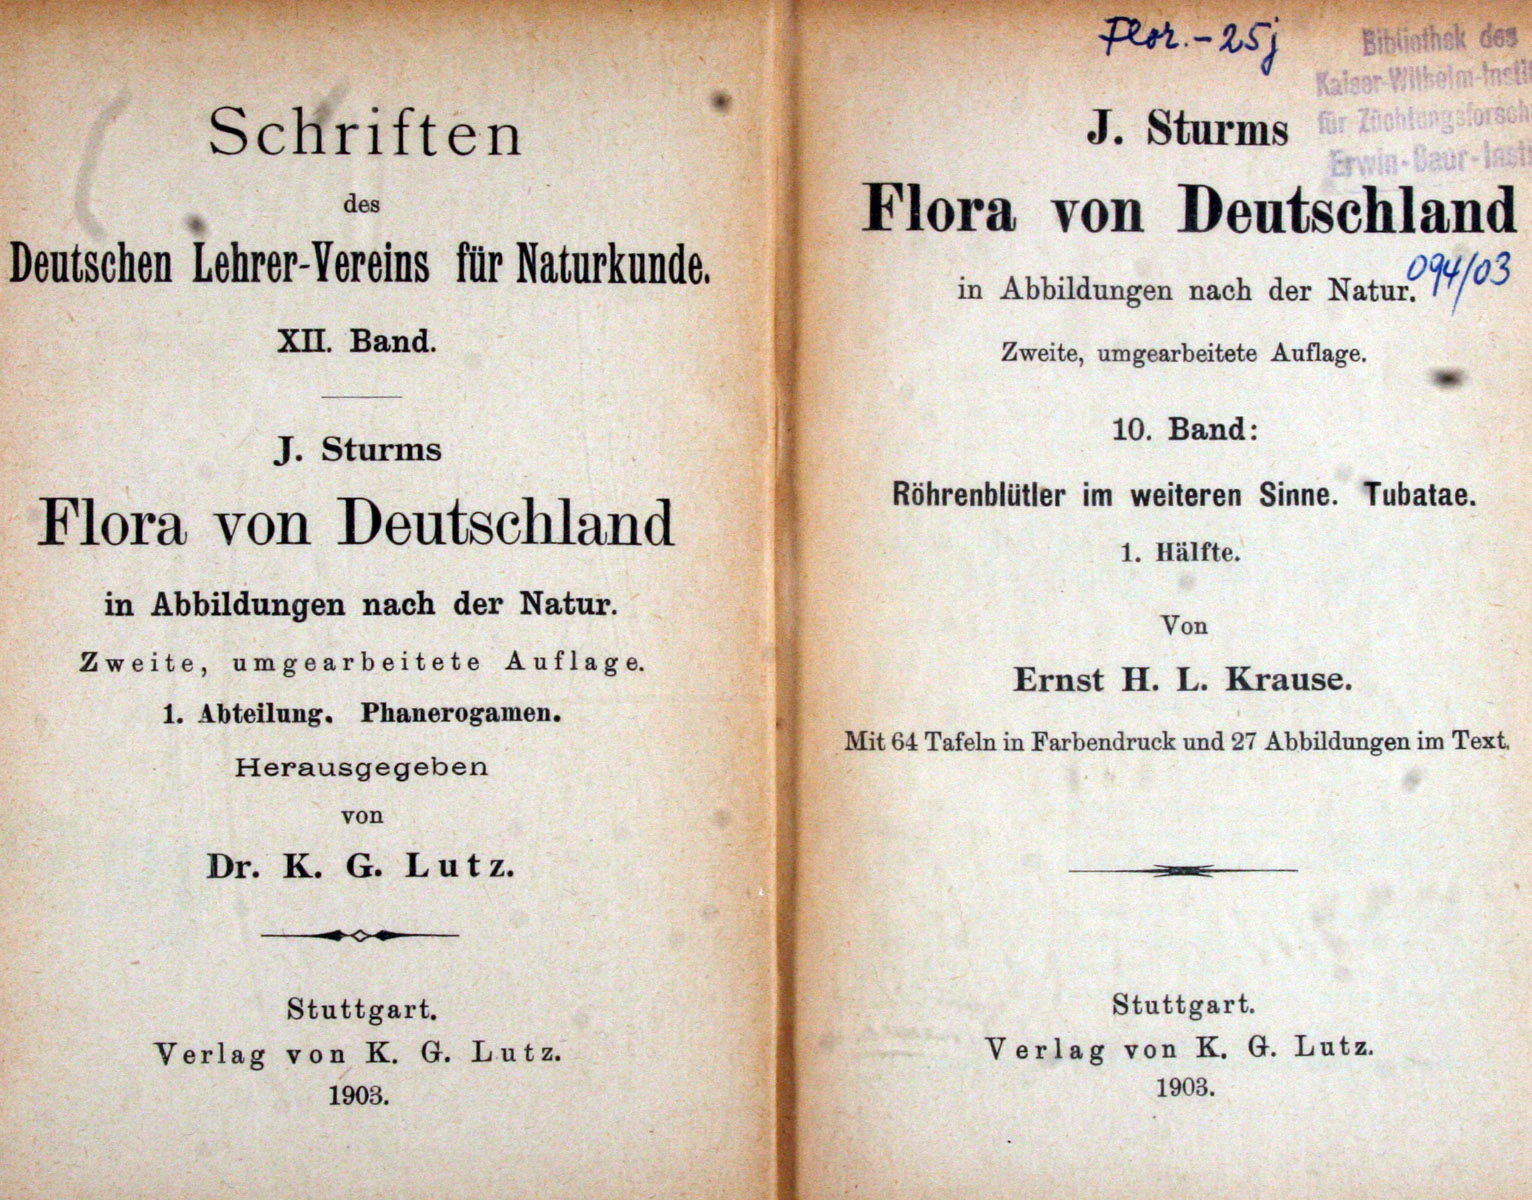 Schriften
des
Deutschen Lehrer-Vereins für Naturkunde.
XII. Band.
J. Sturms
Flora von Deutschland
in Abbildungen nach der Natur.
Zweite, umgearbeitete Auflage.
1. Abteilung. Phanerogamen.
Herausgegeben
von
Dr. K. G. Lutz.
Stuttgart.
Verlag von K. G. Lutz.
1903.
Flor. - 25j
Bibliothek des
Kaiser-Wilhelm-Instit
für Züchtungsforsch
Erwin-Baur-Insti
J. Sturms
Flora von Deutschland
094/03
in Abbildungen nach der Natur.
Zweite, umgearbeitete Auflage.
10. Band:
Röhrenblütler im weiteren Sinne. Tubatae.
1. Hälfte.
Von
Ernst H. L. Krause.
Mit 64 Tafeln in Farbendruck und 27 Abbildungen im Text.
Stuttgart.
Verlag von K. G. Lutz.
1903.